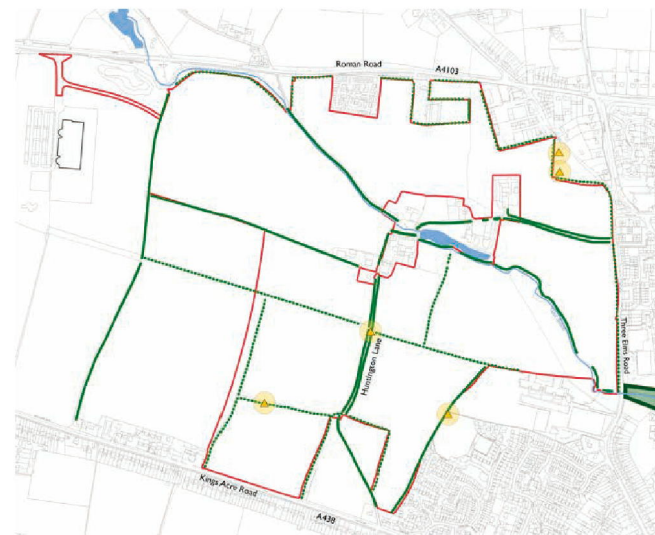 Roman Road
A4103
Three Elms Road
Huntington Lane
Kings Acre Road
A438